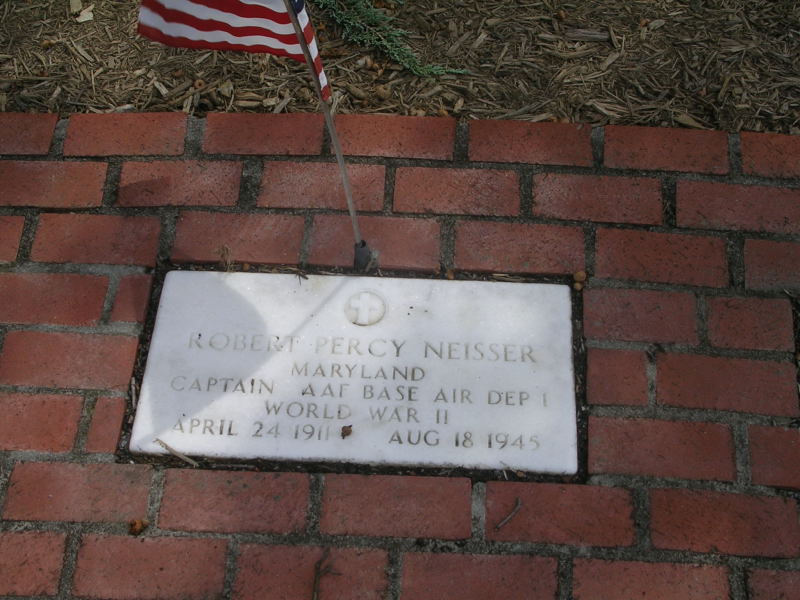 ROBERT PERCY NEISSER
MARYLAND
CAPTAIN AAF BASE AIR DEP 1
WORLD WAR II
APRIL 24 1911 AUG 18 1945